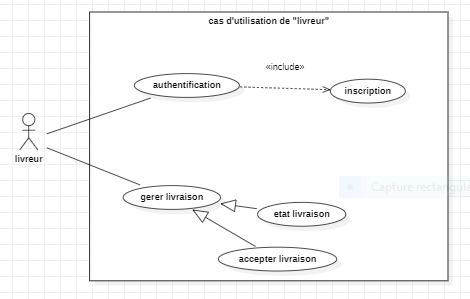 cas d'utilisation de "livreur"
«include»
authentification
inscription
livreur
gerer livraison
etat livraison
accepter livraison
Capture rectangula